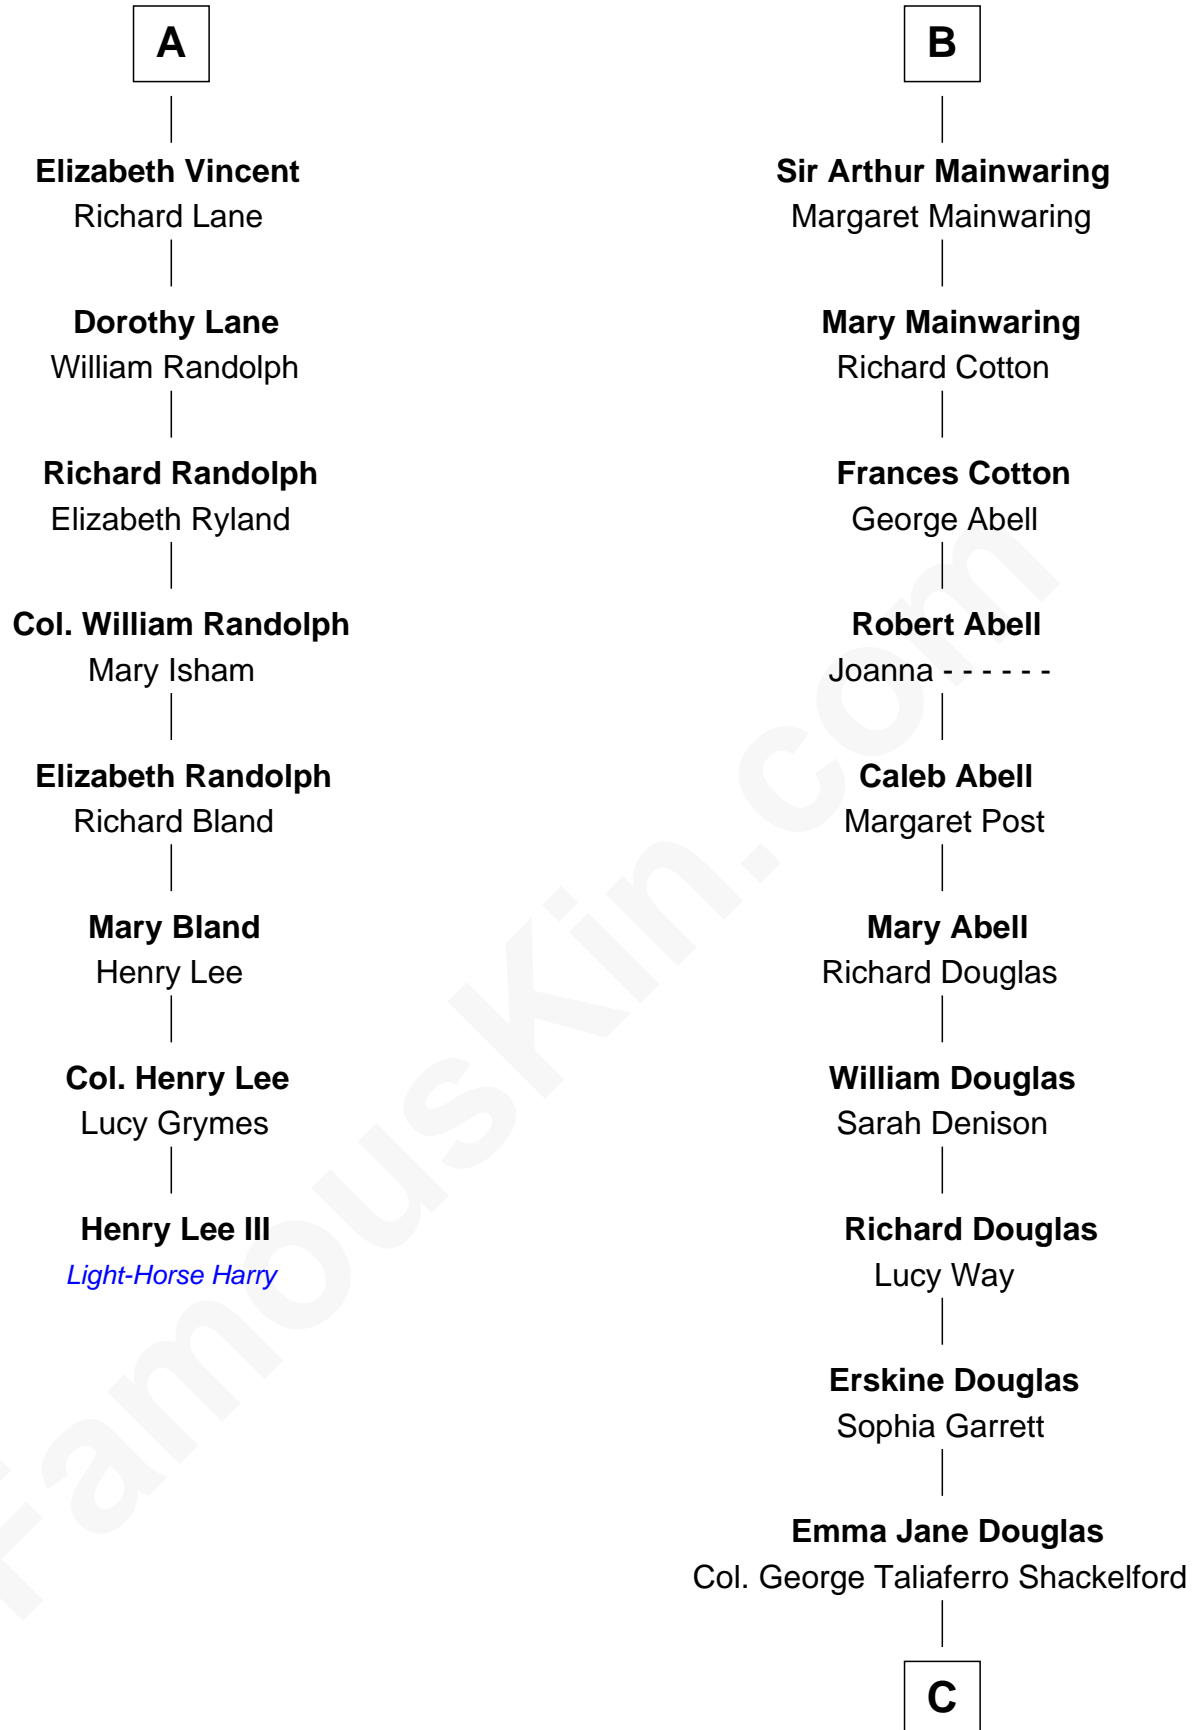 A
Elizabeth Vincent
Richard Lane
Dorothy Lane
William Randolph
Richard Randolph
Elizabeth Ryland
Col. William Randolph
Mary Isham
Elizabeth Randolph
Richard Bland
Mary Bland
Henry Lee
Col. Henry Lee
Lucy Grymes
Henry Lee III
Light-Horse Harry
B
Sir Arthur Mainwaring
Margaret Mainwaring
Mary Mainwaring
Richard Cotton
Frances Cotton
George Abell
Robert Abell
Joanna - - - - - -
Caleb Abell
Margaret Post
Mary Abell
Richard Douglas
William Douglas
Sarah Denison
Richard Douglas
Lucy Way
Erskine Douglas
Sophia Garrett
Emma Jane Douglas
Col. George Taliaferro Shackelford
C
FamousKin.com